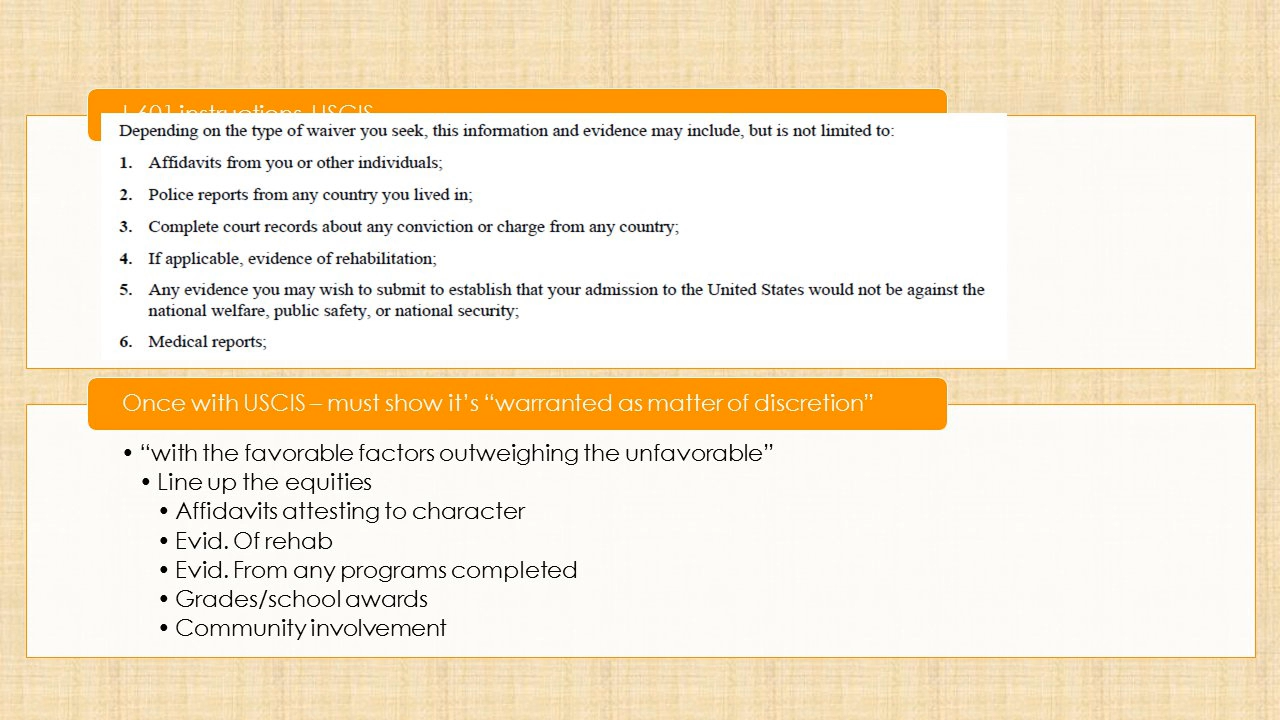 I-601 instructions, USCIS
Depending on the type of waiver you seek, this information and evidence may include, but is not limited to:
1. Affidavits from you or other individuals;
2. Police reports from any country you lived in;
3. Complete court records about any conviction or charge from any country;
4. If applicable, evidence of rehabilitation;
5. Any evidence you may wish to submit to establish that your admission to the United States would not be against the
national welfare, public safety, or national security;
6. Medical reports;
Once with USCIS – must show it’s “warranted as matter of discretion”
• “with the favorable factors outweighing the unfavorable”
• Line up the equities
• Affidavits attesting to character
• Evid. Of rehab
• Evid. From any programs completed
• Grades/school awards
• Community involvement